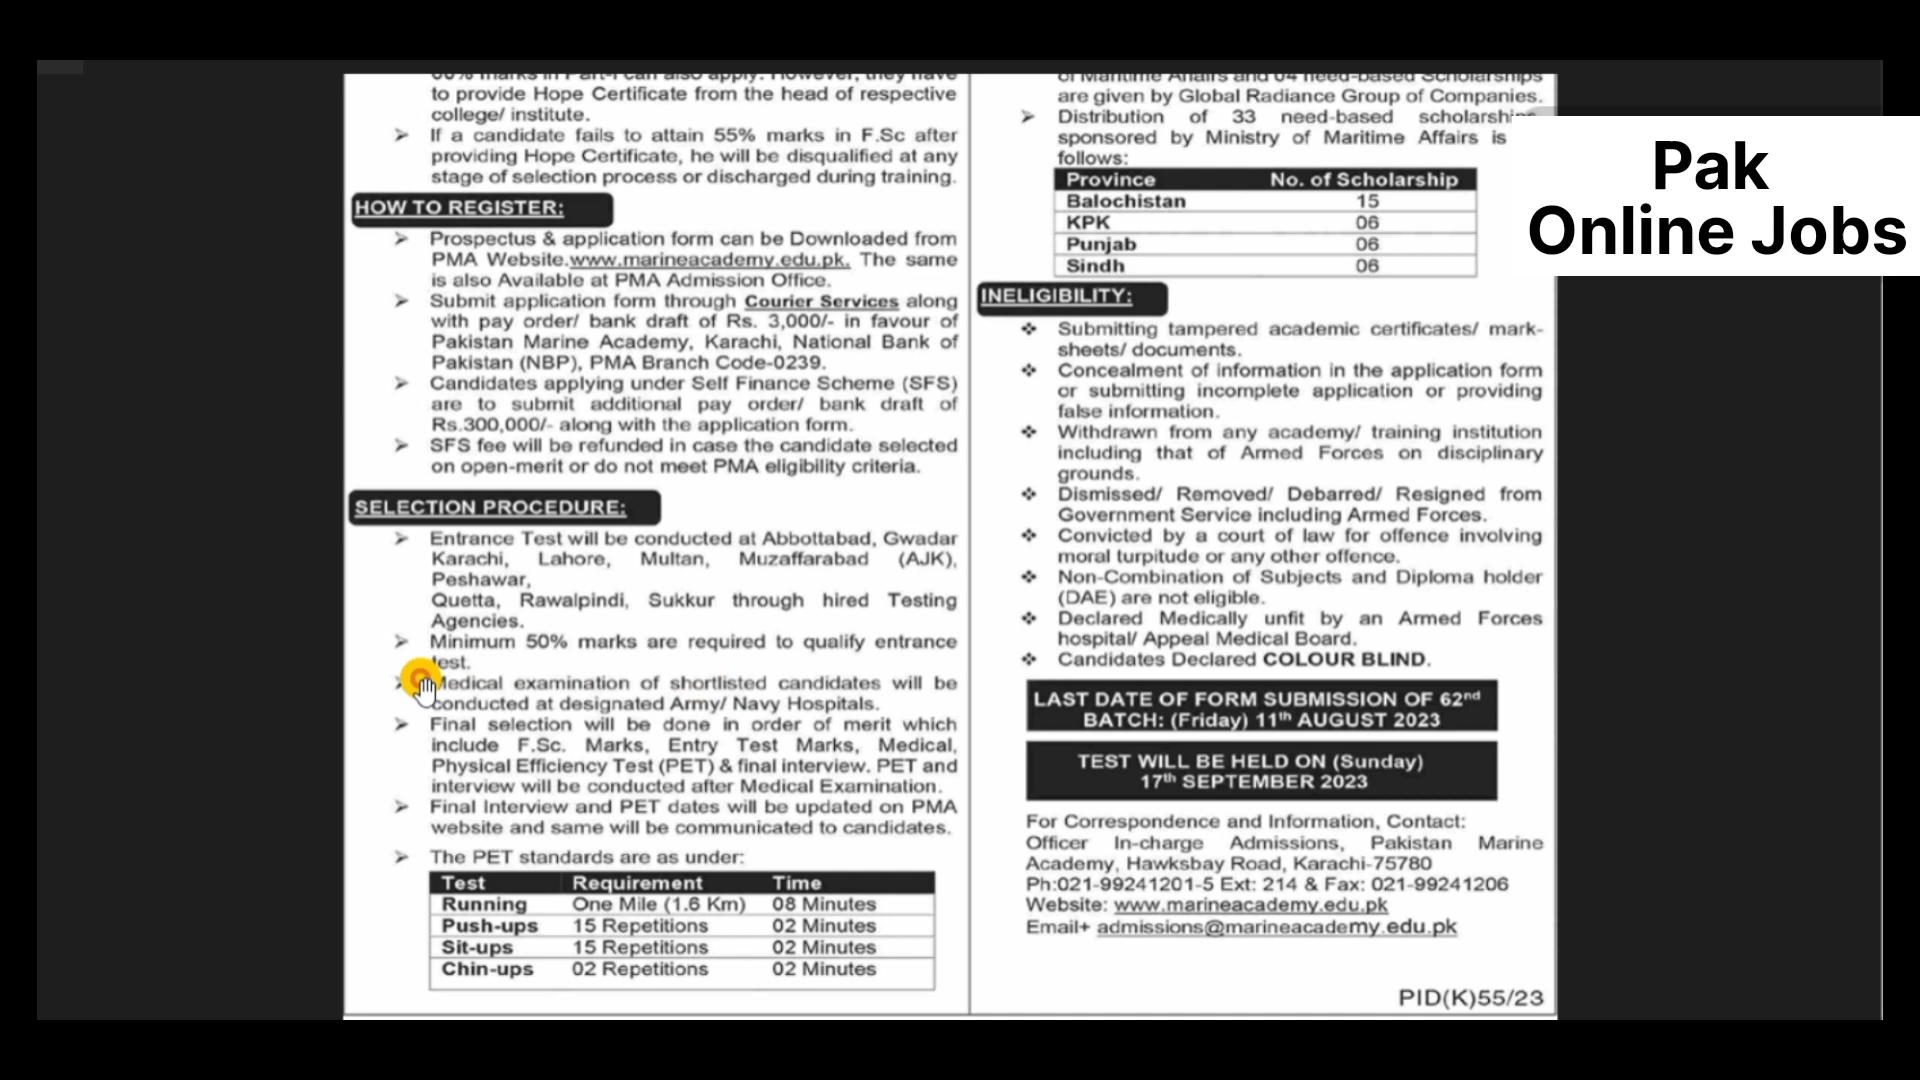 60% marks in Part-I can also apply. However, they have
to provide Hope Certificate from the head of respective
college/ institute.
➢ If a candidate fails to attain 55% marks in F.Sc after
providing Hope Certificate, he will be disqualified at any
stage of selection process or discharged during training.
HOW TO REGISTER:
➢ Prospectus & application form can be Downloaded from
PMA Website.www.marineacademy.edu.pk. The same
is also Available at PMA Admission Office.
➢ Submit application form through Courier Services along
with pay order/ bank draft of Rs. 3,000/- in favour of
Pakistan Marine Academy, Karachi, National Bank of
Pakistan (NBP), PMA Branch Code-0239.
➢ Candidates applying under Self Finance Scheme (SFS)
are to submit additional pay order/ bank draft of
Rs.300,000/- along with the application form.
➢ SFS fee will be refunded in case the candidate selected
on open-merit or do not meet PMA eligibility criteria.
SELECTION PROCEDURE:
➢ Entrance Test will be conducted at Abbottabad, Gwadar
Karachi, Lahore, Multan, Muzaffarabad (AJK),
Peshawar,
Quetta, Rawalpindi, Sukkur through hired Testing
Agencies.
➢ Minimum 50% marks are required to qualify entrance
test.
➢ Medical examination of shortlisted candidates will be
conducted at designated Army/ Navy Hospitals.
➢ Final selection will be done in order of merit which
include F.Sc. Marks, Entry Test Marks, Medical,
Physical Efficiency Test (PET) & final interview. PET and
interview will be conducted after Medical Examination.
➢ Final Interview and PET dates will be updated on PMA
website and same will be communicated to candidates.
➢ The PET standards are as under:
Test Requirement Time
Running One Mile (1.6 Km) 08 Minutes
Push-ups 15 Repetitions 02 Minutes
Sit-ups 15 Repetitions 02 Minutes
Chin-ups 02 Repetitions 02 Minutes
of Maritime Affairs and 04 need-based Scholarships
are given by Global Radiance Group of Companies.
➢ Distribution of 33 need-based
sponsored by Ministry of Maritime Affairs is
follows:
Province No. of Scholarship
Balochistan 15
KPK 06
Punjab 06
Sindh 06
INELIGIBILITY:
❖ Submitting tampered academic certificates/ mark-
sheets/ documents.
❖ Concealment of information in the application form
or submitting incomplete application or providing
false information.
❖ Withdrawn from any academy/ training institution
including that of Armed Forces on disciplinary
grounds.
❖ Dismissed/ Removed/ Debarred/ Resigned from
Government Service including Armed Forces.
❖ Convicted by a court of law for offence involving
moral turpitude or any other offence.
❖ Non-Combination of Subjects and Diploma holder
(DAE) are not eligible.
❖ Declared Medically unfit by an Armed Forces
hospital/ Appeal Medical Board.
❖ Candidates Declared COLOUR BLIND.
LAST DATE OF FORM SUBMISSION OF 62nd
BATCH: (Friday) 11th AUGUST 2023
TEST WILL BE HELD ON (Sunday)
17th SEPTEMBER 2023
For Correspondence and Information, Contact:
Officer In-charge Admissions, Pakistan Marine
Academy, Hawksbay Road, Karachi-75780
Ph:021-99241201-5 Ext: 214 & Fax: 021-99241206
Website: www.marineacademy.edu.pk
Email+ admissions@marineacademy.edu.pk
PID(K)55/23
Pak
Online Jobs